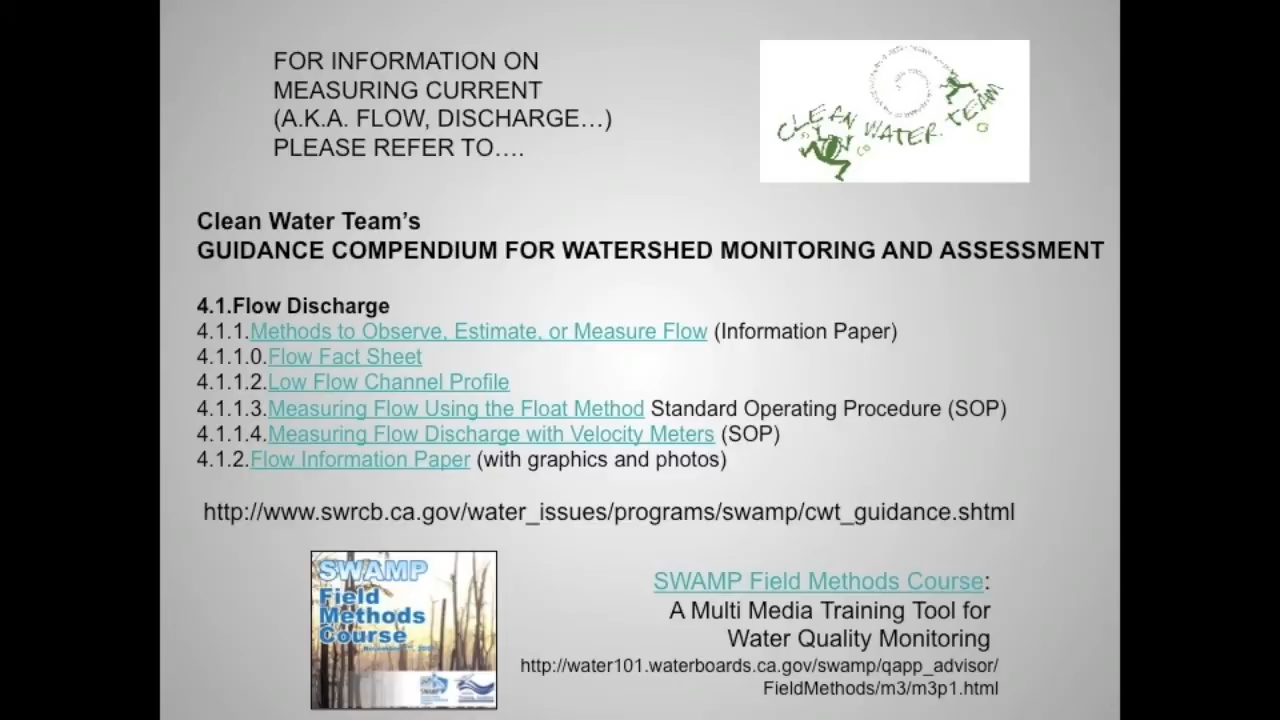 FOR INFORMATION ON
MEASURING CURRENT
(A.K.A. FLOW, DISCHARGE…)
PLEASE REFER TO….
CLEAN WATER TEAM
Clean Water Team's
GUIDANCE COMPENDIUM FOR WATERSHED MONITORING AND ASSESSMENT
4.1.Flow Discharge
4.1.1.Methods to Observe, Estimate, or Measure Flow (Information Paper)
4.1.1.0.Flow Fact Sheet
4.1.1.2.Low Flow Channel Profile
4.1.1.3.Measuring Flow Using the Float Method Standard Operating Procedure (SOP)
4.1.1.4.Measuring Flow Discharge with Velocity Meters (SOP)
4.1.2.Flow Information Paper (with graphics and photos)
http://www.swrcb.ca.gov/water_issues/programs/swamp/cwt_guidance.shtml
SWAMP
Field
Methods
Course
SWAMP
SWAMP Field Methods Course:
A Multi Media Training Tool for
Water Quality Monitoring
http://water101.waterboards.ca.gov/swamp/qapp_advisor/
FieldMethods/m3/m3p1.html